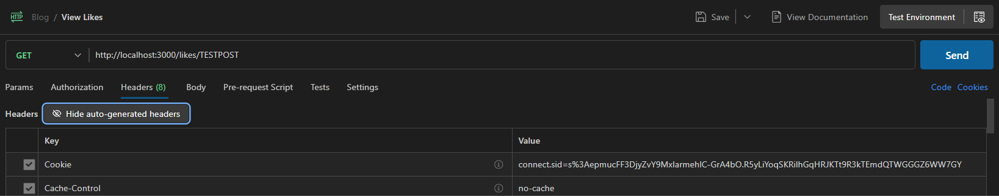 HTTP Blog / View Likes Save View Documentation Test Environment
GET http://localhost:3000/likes/TESTPOST Send
Params Authorization Headers (8) Body Pre-request Script Tests Settings Code Cookies
Headers Hide auto-generated headers
Key Value
Cookie connect.sid=s%3AepmucFF3DjyZvY9MxlarmehlC-GrA4bO.R5yLiYoqSKRilhGqHRJKTt9R3kTEmdQTWGGGZ6WW7GY
Cache-Control no-cache